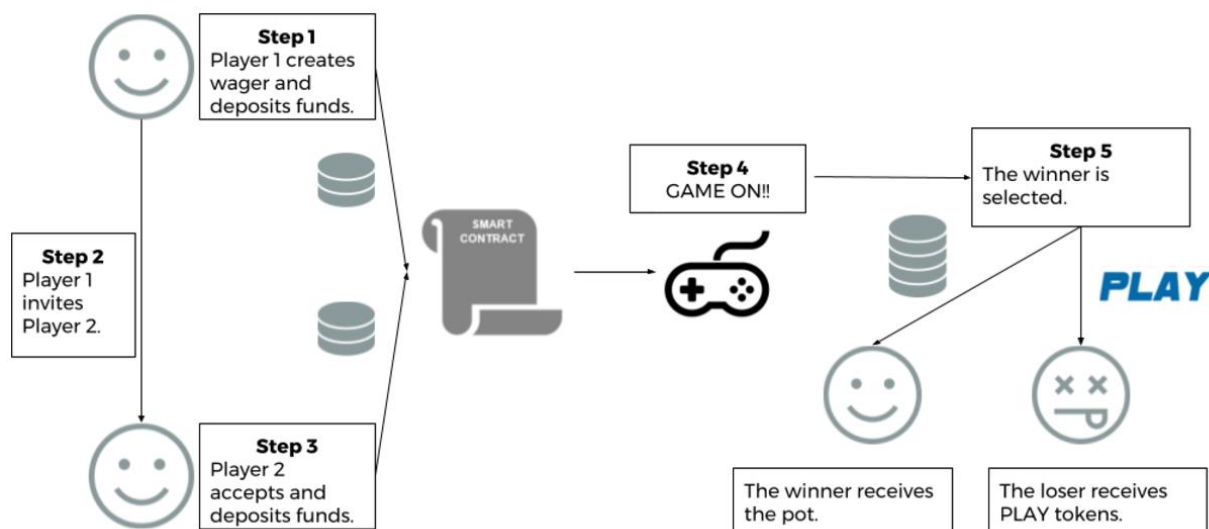 Step 1
Player 1 creates
wager and
deposits funds.
Step 2
Player 1
invites
Player 2.
Step 3
Player 2
accepts and
deposits funds.
SMART
CONTRACT
Step 4
GAME ON!!
Step 5
The winner is
selected.
PLAY
The winner receives
the pot.
The loser receives
PLAY tokens.